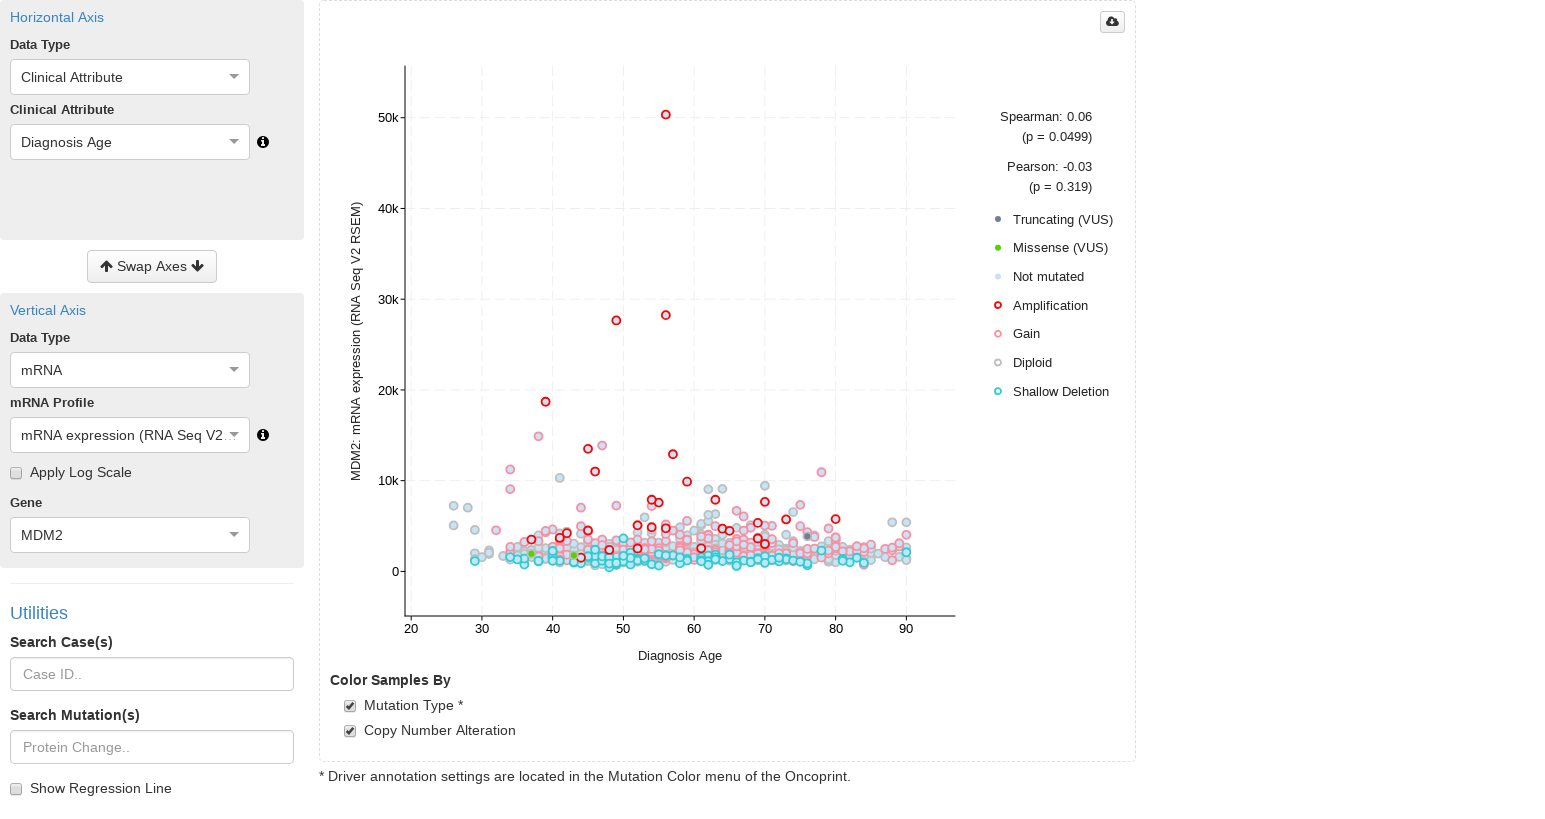 Horizontal Axis
Data Type
Clinical Attribute
Clinical Attribute
Diagnosis Age
Swap Axes
Vertical Axis
Data Type
mRNA
mRNA Profile
mRNA expression (RNA Seq V2…
Apply Log Scale
Gene
MDM2
Utilities
Search Case(s)
Case ID..
Search Mutation(s)
Protein Change..
Show Regression Line
MDM2: mRNA expression (RNA Seq V2 RSEM)
50k
40k
30k
20k
10k
0
20 30 40 50 60 70 80 90
Diagnosis Age
Spearman: 0.06
(p = 0.0499)
Pearson: -0.03
(p = 0.319)
Truncating (VUS)
Missense (VUS)
Not mutated
Amplification
Gain
Diploid
Shallow Deletion
Color Samples By
Mutation Type *
Copy Number Alteration
* Driver annotation settings are located in the Mutation Color menu of the Oncoprint.